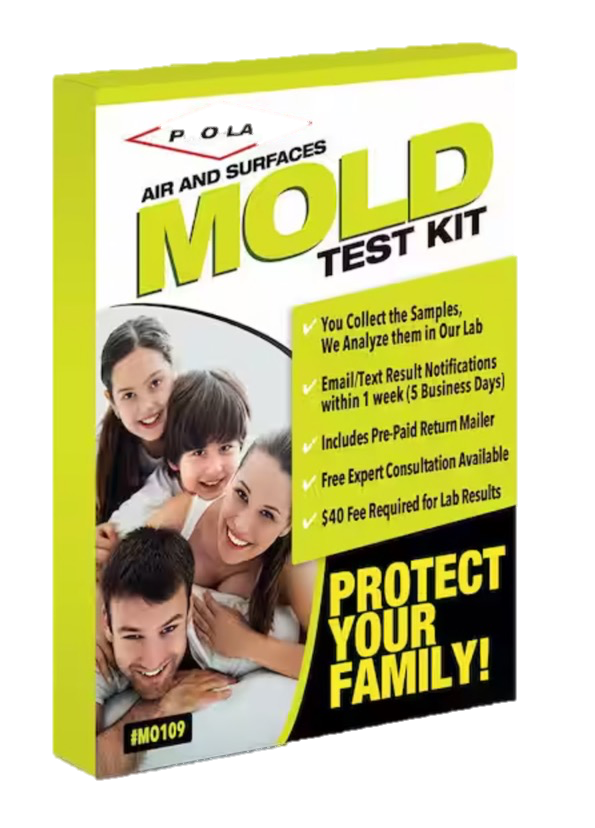 P O LA
AIR AND SURFACES
MOLD
TEST KIT
You Collect the Samples,
We Analyze them in Our Lab
Email/Text Result Notifications
within 1 week (5 Business Days)
Includes Pre-Paid Return Mailer
Free Expert Consultation Available
$40 Fee Required for Lab Results
PROTECT
YOUR
FAMILY!
#MO109